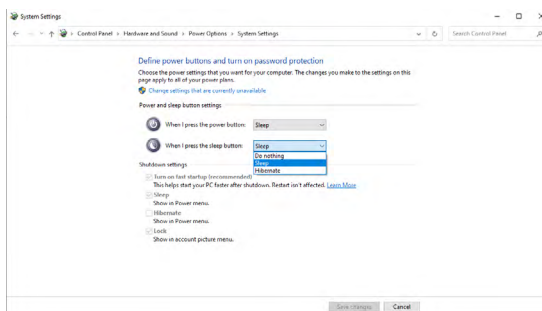 System Settings
Control Panel > Hardware and Sound > Power Options > System Settings
Search Control Panel
Define power buttons and turn on password protection
Choose the power settings that you want for your computer. The changes you make to the settings on this
page apply to all of your power plans.
Change settings that are currently unavailable
Power and sleep button settings
When I press the power button: Sleep
When I press the sleep button: Sleep
Do nothing
Sleep
Hibernate
Shutdown settings
Turn on fast startup (recommended)
This helps start your PC faster after shutdown. Restart isn't affected. Learn More
Sleep
Show in Power menu.
Hibernate
Show in Power menu.
Lock
Show in account picture menu.
Save changes Cancel